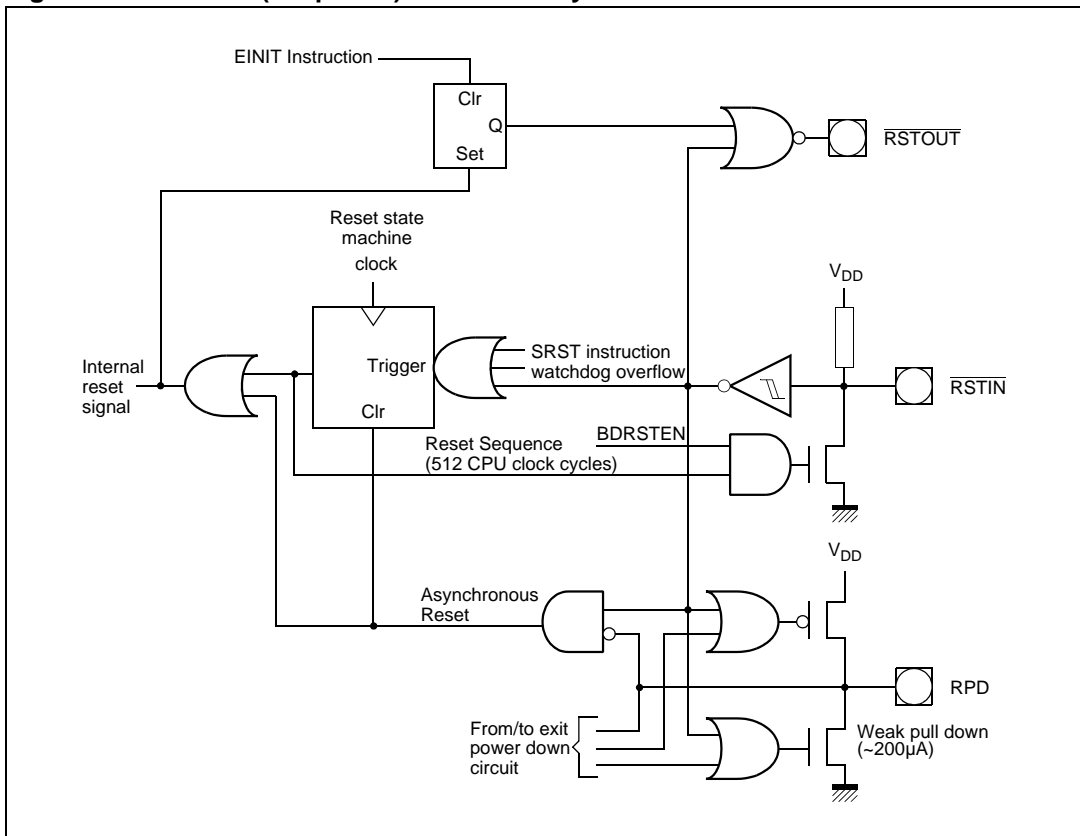 EINIT Instruction
Clr
Q
Set
RSTOUT
Reset state
machine
clock
VDD
Internal
reset
signal
Trigger
Clr
SRST instruction
watchdog overflow
RSTIN
BDRSTEN
Reset Sequence
(512 CPU clock cycles)
VDD
Asynchronous
Reset
RPD
From/to exit
power down
circuit
Weak pull down
(~200µA)